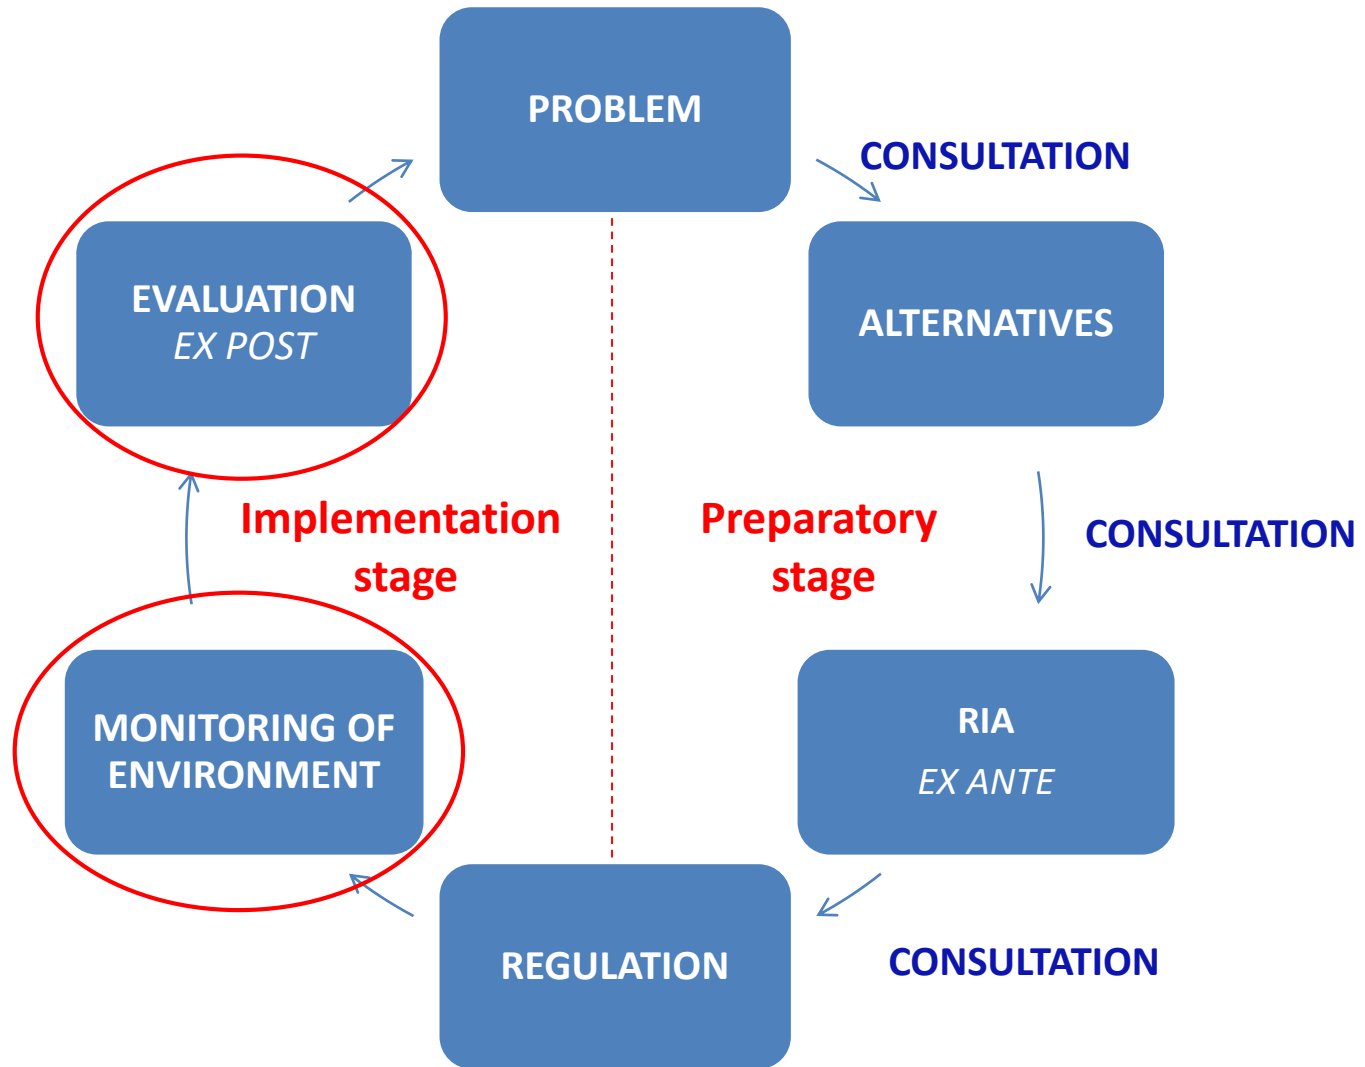 PROBLEM
CONSULTATION
EVALUATION
EX POST
ALTERNATIVES
Implementation
stage
Preparatory
stage
CONSULTATION
MONITORING OF
ENVIRONMENT
RIA
EX ANTE
REGULATION
CONSULTATION